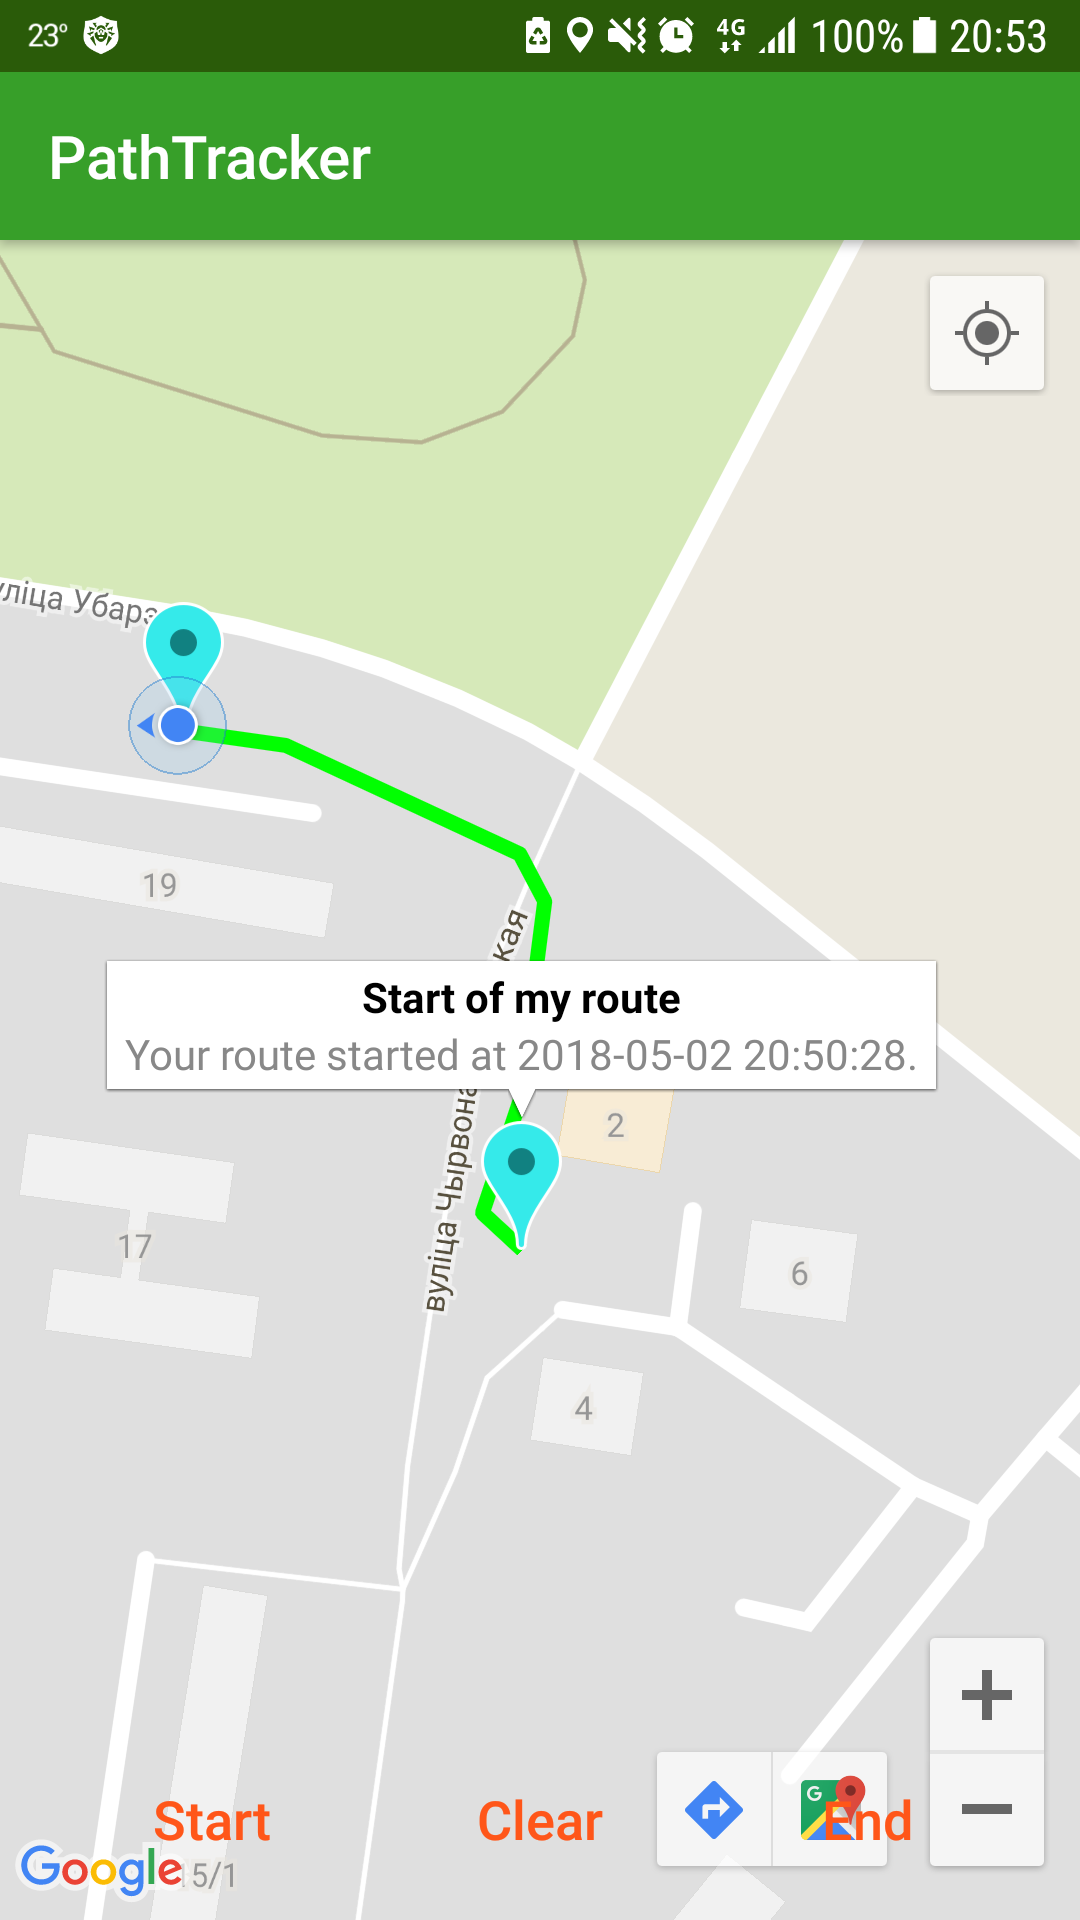 23°
4G 100% 20:53
PathTracker
уліца Убарэ
19
кая
Start of my route
Your route started at 2018-05-02 20:50:28.
2
вуліца Чырвона
17
6
4
G
Start
Clear
End
Google
5/1